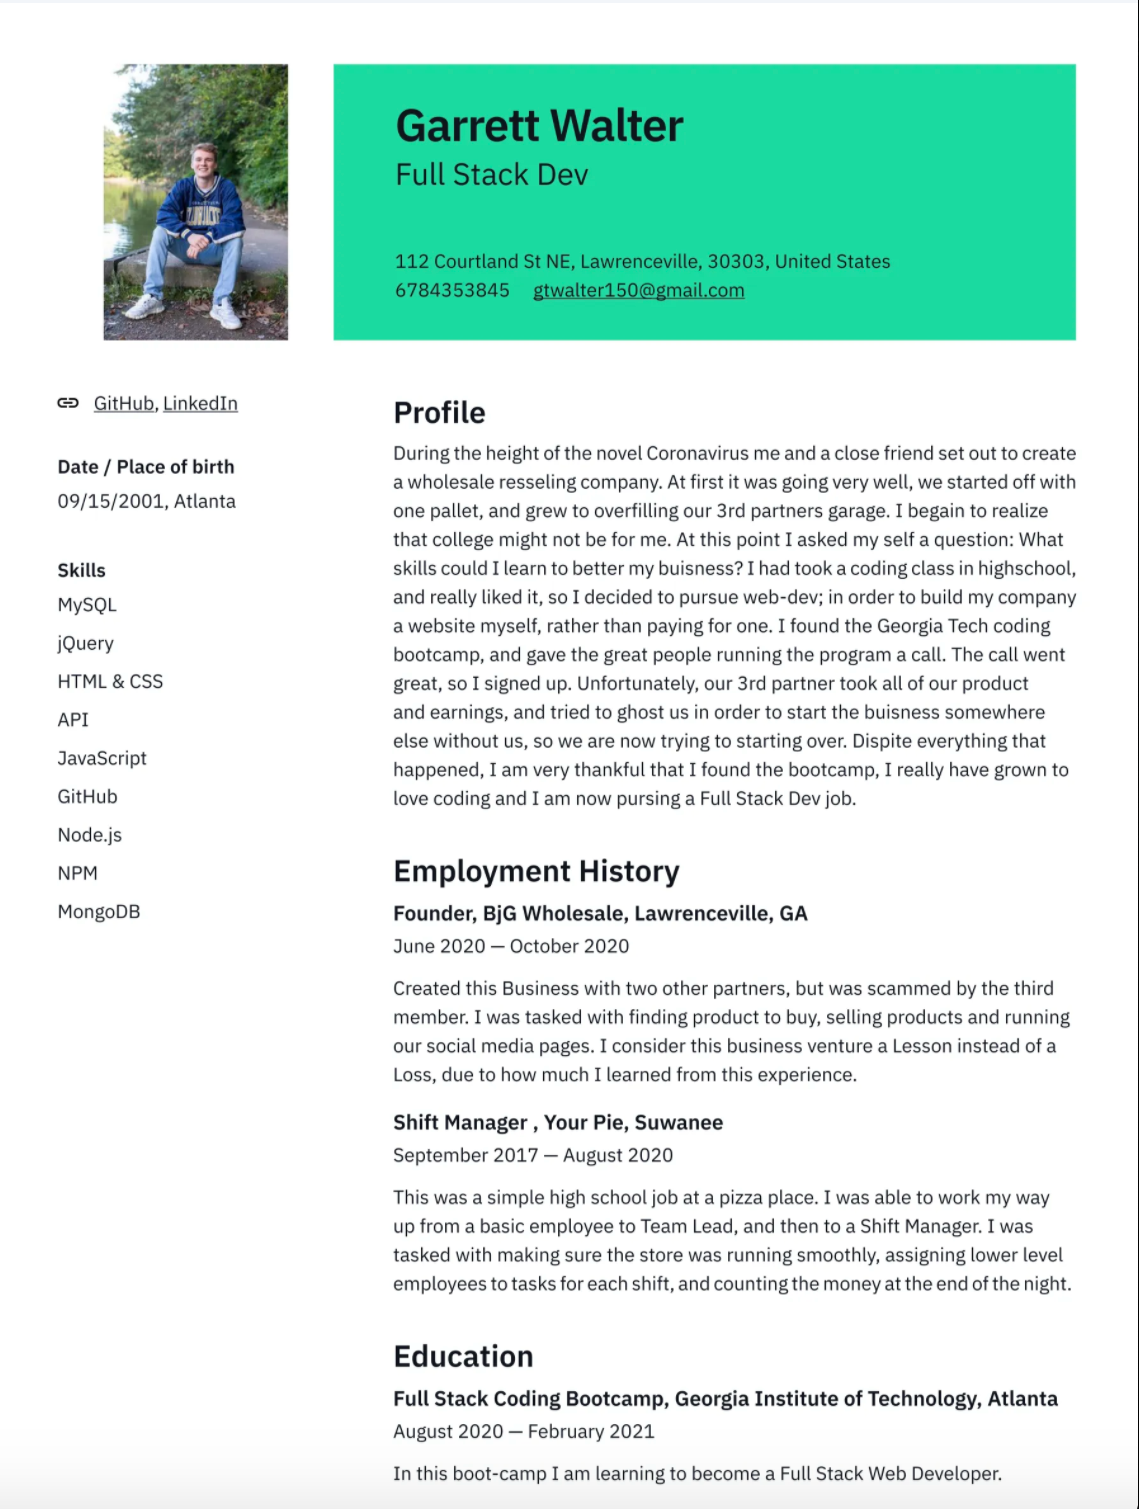 Garrett Walter
Full Stack Dev
112 Courtland St NE, Lawrenceville, 30303, United States
6784353845 gtwalter150@gmail.com
GitHub, LinkedIn
Date / Place of birth
09/15/2001, Atlanta
Skills
MySQL
jQuery
HTML & CSS
API
JavaScript
GitHub
Node.js
NPM
MongoDB
Profile
During the height of the novel Coronavirus me and a close friend set out to create
a wholesale resseling company. At first it was going very well, we started off with
one pallet, and grew to overfilling our 3rd partners garage. I begain to realize
that college might not be for me. At this point I asked my self a question: What
skills could I learn to better my buisness? I had took a coding class in highschool,
and really liked it, so I decided to pursue web-dev; in order to build my company
a website myself, rather than paying for one. I found the Georgia Tech coding
bootcamp, and gave the great people running the program a call. The call went
great, so I signed up. Unfortunately, our 3rd partner took all of our product
and earnings, and tried to ghost us in order to start the buisness somewhere
else without us, so we are now trying to starting over. Dispite everything that
happened, I am very thankful that I found the bootcamp, I really have grown to
love coding and I am now pursing a Full Stack Dev job.
Employment History
Founder, BjG Wholesale, Lawrenceville, GA
June 2020 — October 2020
Created this Business with two other partners, but was scammed by the third
member. I was tasked with finding product to buy, selling products and running
our social media pages. I consider this business venture a Lesson instead of a
Loss, due to how much I learned from this experience.
Shift Manager , Your Pie, Suwanee
September 2017 — August 2020
This was a simple high school job at a pizza place. I was able to work my way
up from a basic employee to Team Lead, and then to a Shift Manager. I was
tasked with making sure the store was running smoothly, assigning lower level
employees to tasks for each shift, and counting the money at the end of the night.
Education
Full Stack Coding Bootcamp, Georgia Institute of Technology, Atlanta
August 2020 — February 2021
In this boot-camp I am learning to become a Full Stack Web Developer.